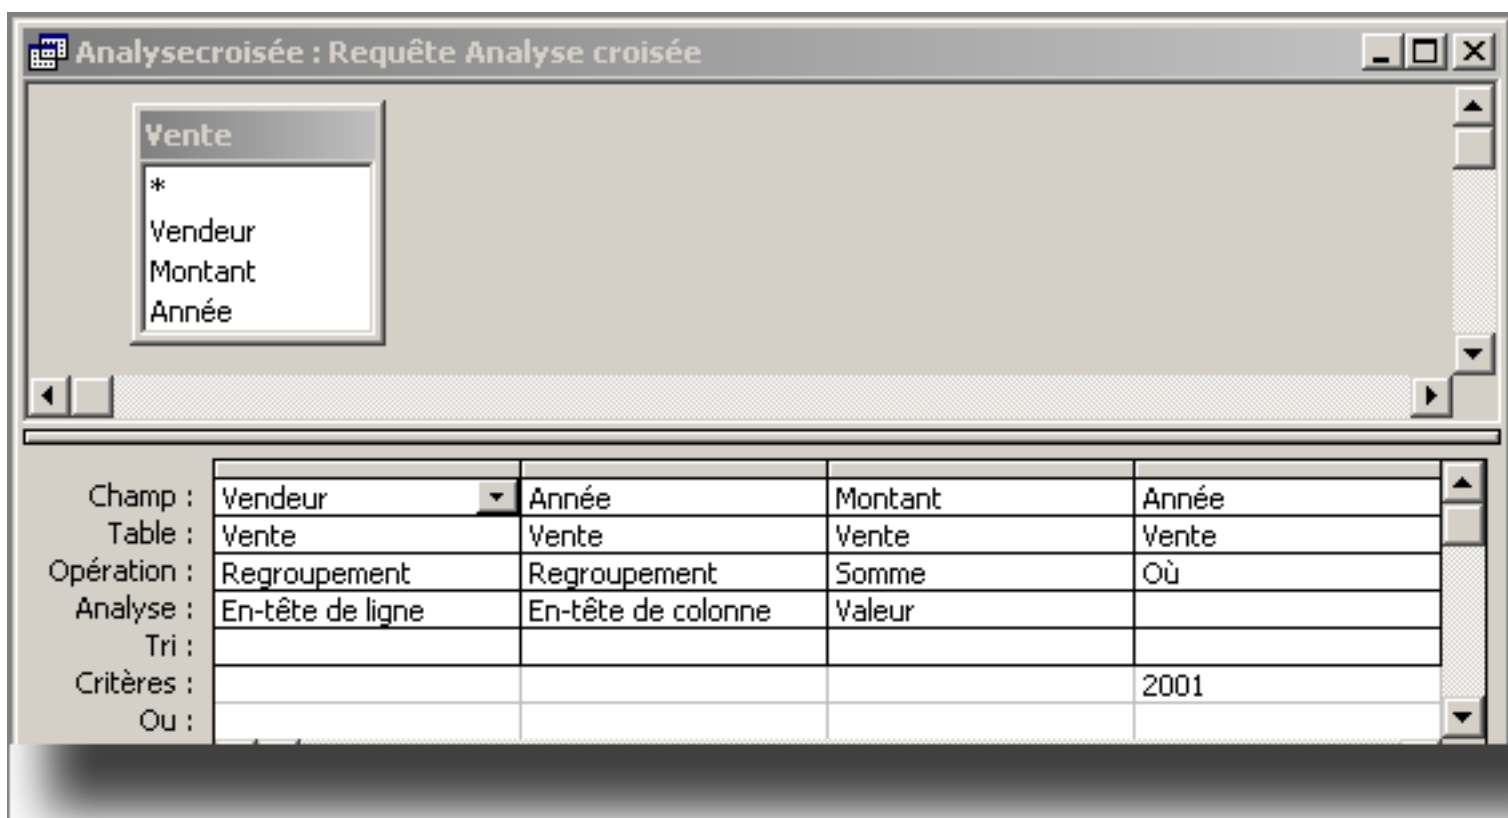 Analysecroisée : Requête Analyse croisée
Vente
*
Vendeur
Montant
Année
Champ : Vendeur Année Montant Année
Table : Vente Vente Vente Vente
Opération : Regroupement Regroupement Somme Où
Analyse : En-tête de ligne En-tête de colonne Valeur
Tri :
Critères : 2001
Ou :